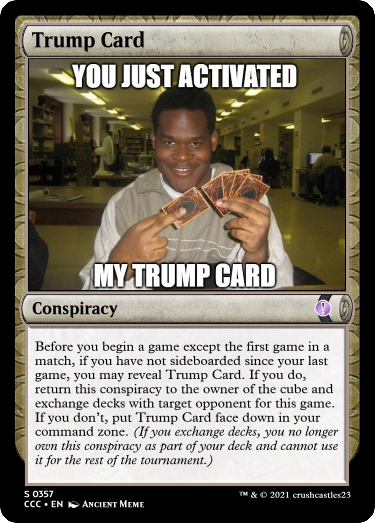 Trump Card
YOU JUST ACTIVATED
MY TRUMP CARD
Conspiracy
Before you begin a game except the first game in a
match, if you have not sideboarded since your last
game, you may reveal Trump Card. If you do,
return this conspiracy to the owner of the cube and
exchange decks with target opponent for this game.
If you don't, put Trump Card face down in your
command zone. (If you exchange decks, you no longer
own this conspiracy as part of your deck and cannot use
it for the rest of the tournament.)
S 0357
CCC • EN Ancient Meme
™ & © 2021 crushcastles23